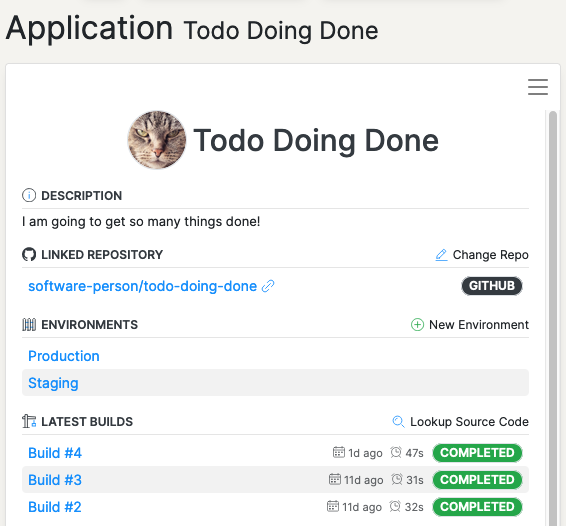 Application Todo Doing Done
Todo Doing Done
DESCRIPTION
I am going to get so many things done!
LINKED REPOSITORY Change Repo
software-person/todo-doing-done GITHUB
ENVIRONMENTS New Environment
Production
Staging
LATEST BUILDS Lookup Source Code
Build #4 1d ago 47s COMPLETED
Build #3 11d ago 31s COMPLETED
Build #2 11d ago 32s COMPLETED